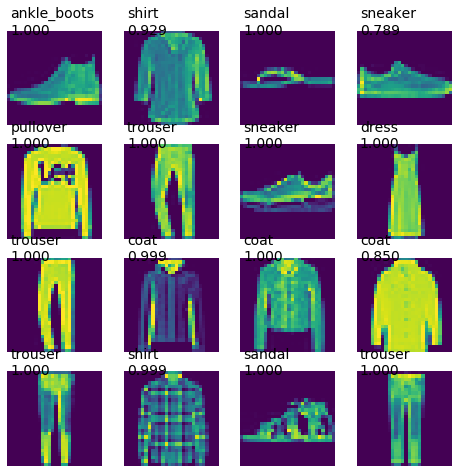 ankle_boots
1.000
shirt
0.929
sandal
1.000
sneaker
0.789
pullover
1.000
trouser
1.000
sneaker
1.000
dress
1.000
Lee
trouser
1.000
coat
0.999
coat
1.000
coat
0.850
trouser
1.000
shirt
0.999
sandal
1.000
trouser
1.000